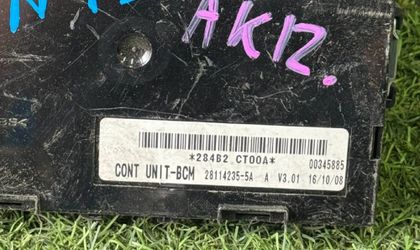 AK12.
*284B2 CT00A*
00345885
CONT UNIT-BCM 28114235-5A A V3.01 16/10/08